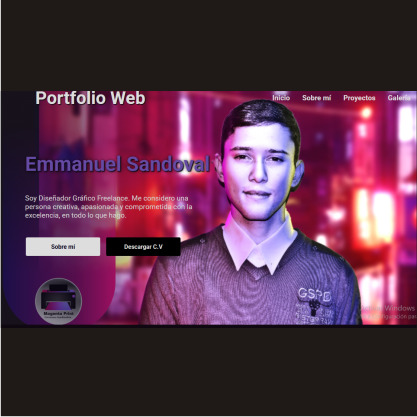 Portfolio Web
Inicio Sobre mí Proyectos Galería
Emmanuel Sandoval
Soy Diseñador Gráfico Freelance. Me considero una
persona creativa, apasionada y comprometida con la
excelencia, en todo lo que hago.
Sobre mí Descargar C.V
Magenta Print
GSPB
Windows